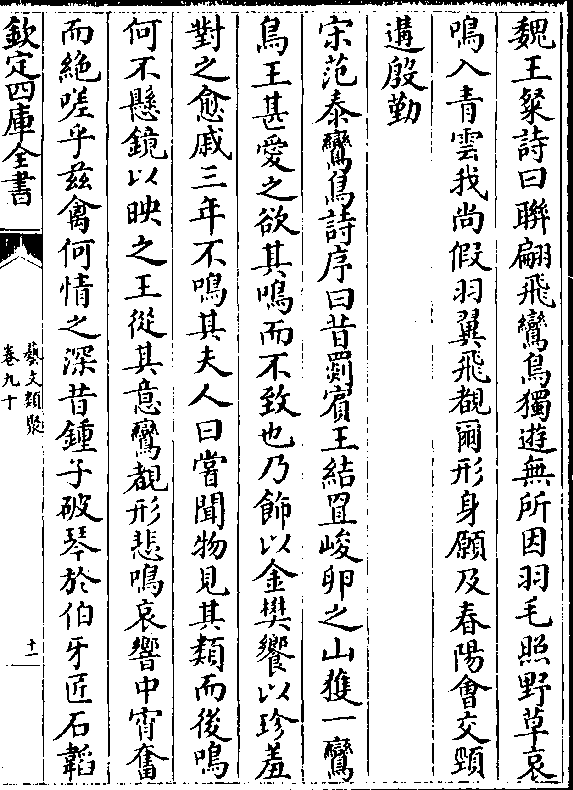 魏王粲詩曰聯翩飛鸞鳥獨遊無所因羽毛照野草哀
鳴入青雲我尚假羽翼飛覩爾形身願及春陽會交頸
遘殷勤
宋范泰鸞鳥詩序曰昔罽賓王結罝峻卯之山獲一鸞
鳥王甚愛之欲其鳴而不致也乃飾以金樊饗以珍羞
對之愈戚三年不鳴其夫人曰嘗聞物見其類而後鳴
何不懸鏡以映之王從其意鸞覩形悲鳴哀響中宵奮
而絶嗟乎兹禽何情之深昔鍾子破琴於伯牙匠石韜
欽定四庫全書
藝文類聚
卷九十
十一